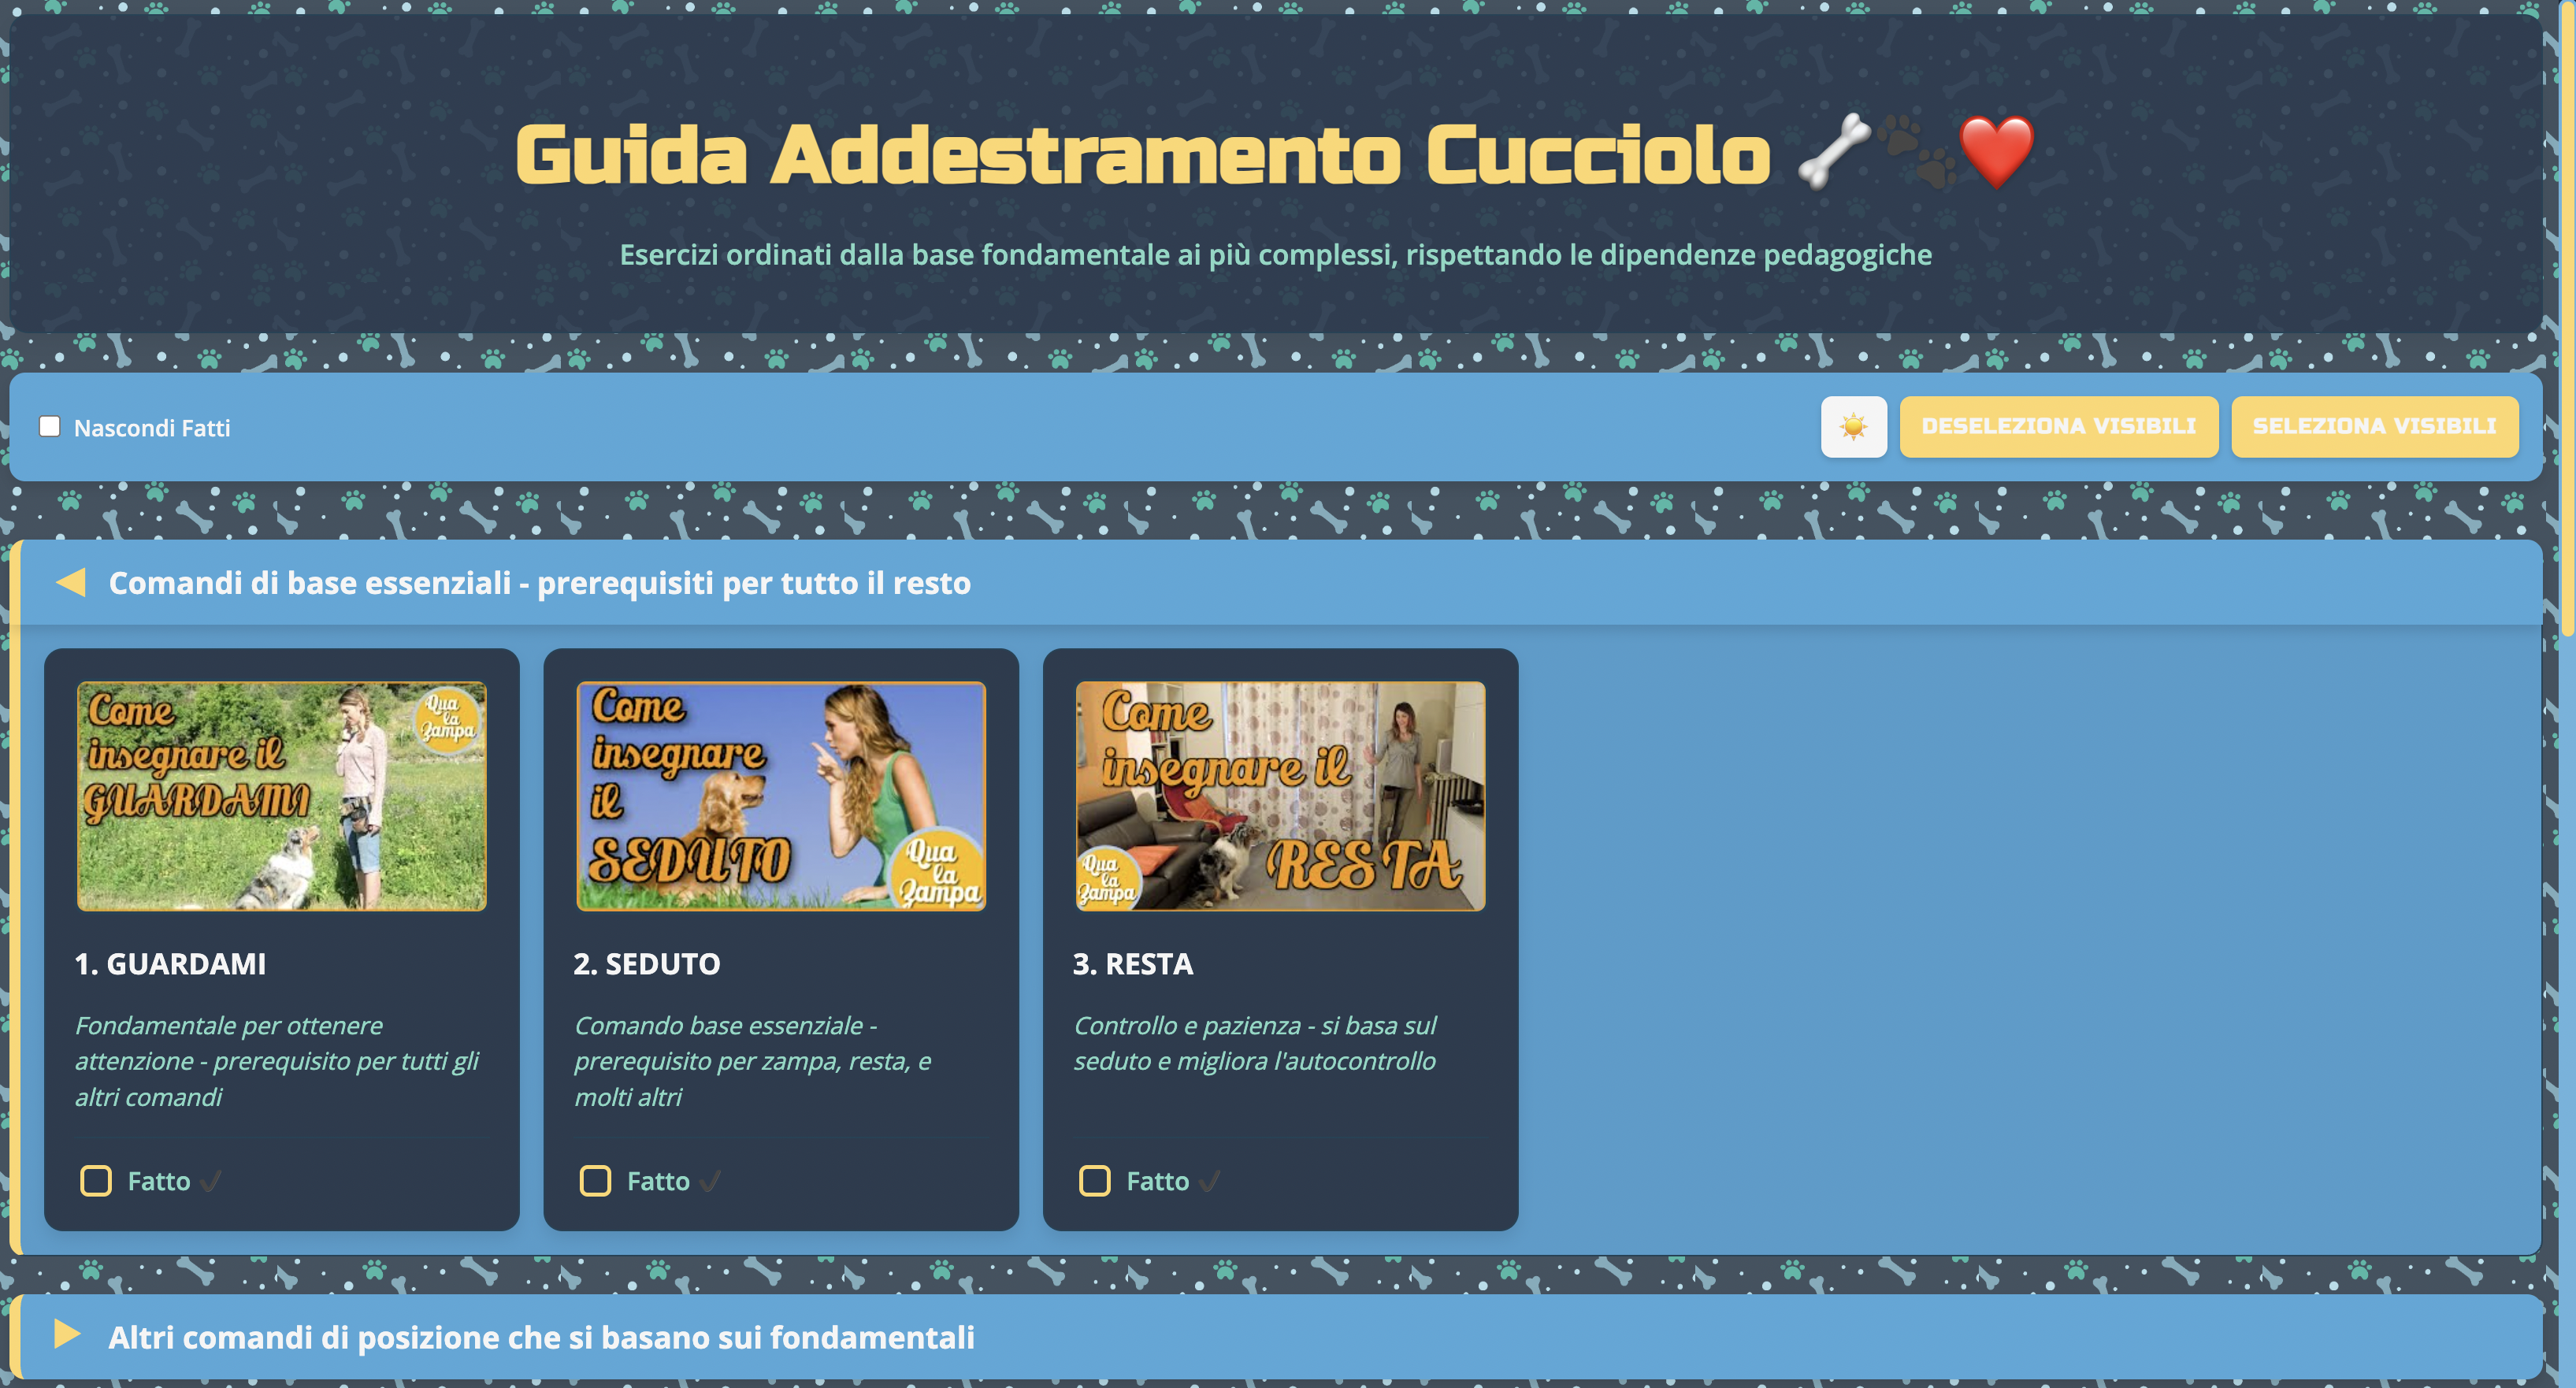 Guida Addestramento Cucciolo 🦴🐾❤️
Esercizi ordinati dalla base fondamentale ai più complessi, rispettando le dipendenze pedagogiche
Nascondi Fatti
DESELEZIONA VISIBILI
SELEZIONA VISIBILI
Comandi di base essenziali - prerequisiti per tutto il resto
Come
insegnare il
GUARDAMI
Qua
la
Zampa
1. GUARDAMI
Fondamentale per ottenere
attenzione - prerequisito per tutti gli
altri comandi
Fatto ✔
Come
insegnare
il
SEDUTO
Qua
la
Zampa
2. SEDUTO
Comando base essenziale -
prerequisito per zampa, resta, e
molti altri
Fatto ✔
Come
insegnare il
RESTA
Qua
la
Zampa
3. RESTA
Controllo e pazienza - si basa sul
seduto e migliora l'autocontrollo
Fatto ✔
Altri comandi di posizione che si basano sui fondamentali